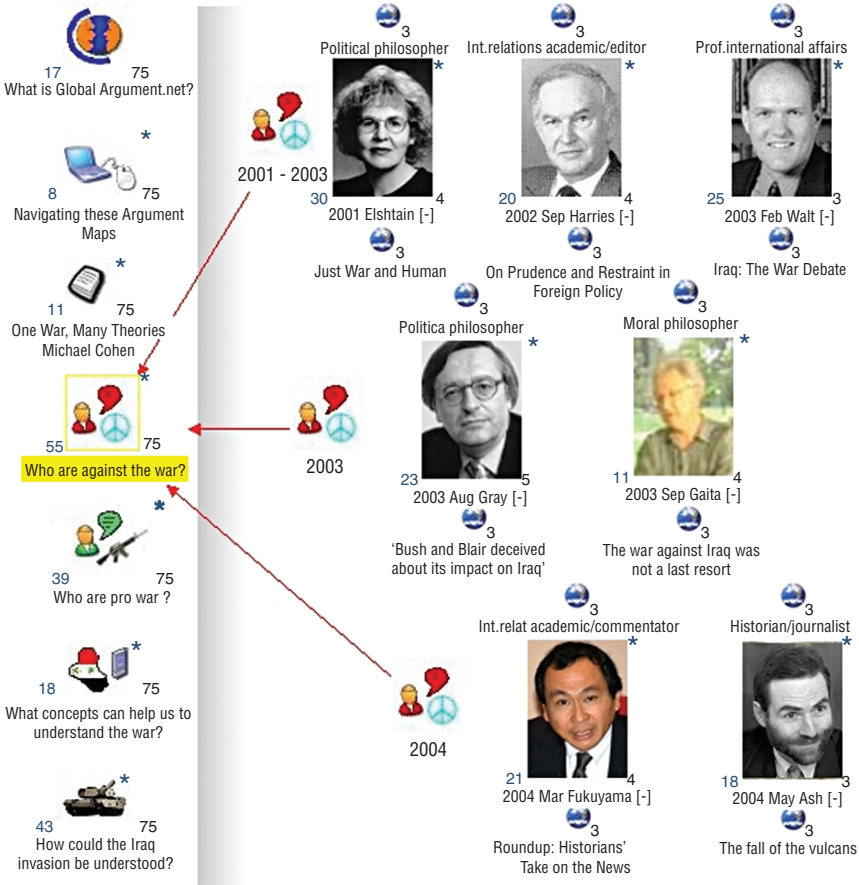 17 75
What is Global Argument.net?
*
8 75
Navigating these Argument
Maps
*
11 75
One War, Many Theories
Michael Cohen
*
55 75
Who are against the war?
*
39 75
Who are pro war ?
*
18 75
What concepts can help us to
understand the war?
*
43 75
How could the Iraq
invasion be understood?
2001 - 2003
3
Political philosopher
*
30 4
2001 Elshtain [-]
3
Just War and Human
3
Int.relations academic/editor
*
20 4
2002 Sep Harries [-]
3
On Prudence and Restraint in
Foreign Policy
3
Prof.international affairs
*
25 3
2003 Feb Walt [-]
3
Iraq: The War Debate
2003
3
Politica philosopher
*
23 5
2003 Aug Gray [-]
3
‘Bush and Blair deceived
about its impact on Iraq’
3
Moral philosopher
*
11 4
2003 Sep Gaita [-]
3
The war against Iraq was
not a last resort
2004
3
Int.relat academic/commentator
*
21 4
2004 Mar Fukuyama [-]
3
Roundup: Historians’
Take on the News
3
Historian/journalist
*
18 3
2004 May Ash [-]
3
The fall of the vulcans